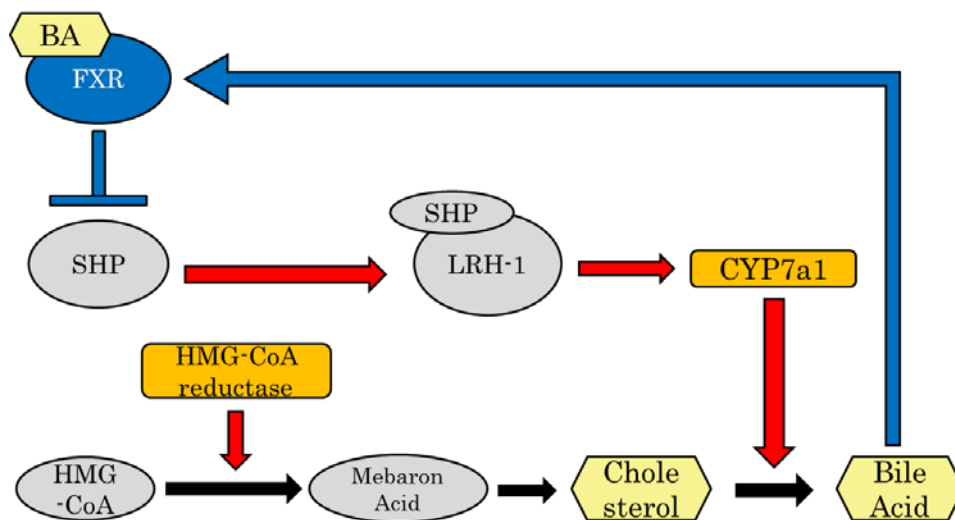 BA
FXR
SHP
SHP
LRH-1
CYP7a1
HMG-CoA
reductase
HMG
-CoA
Mebaron
Acid
Chole
sterol
Bile
Acid